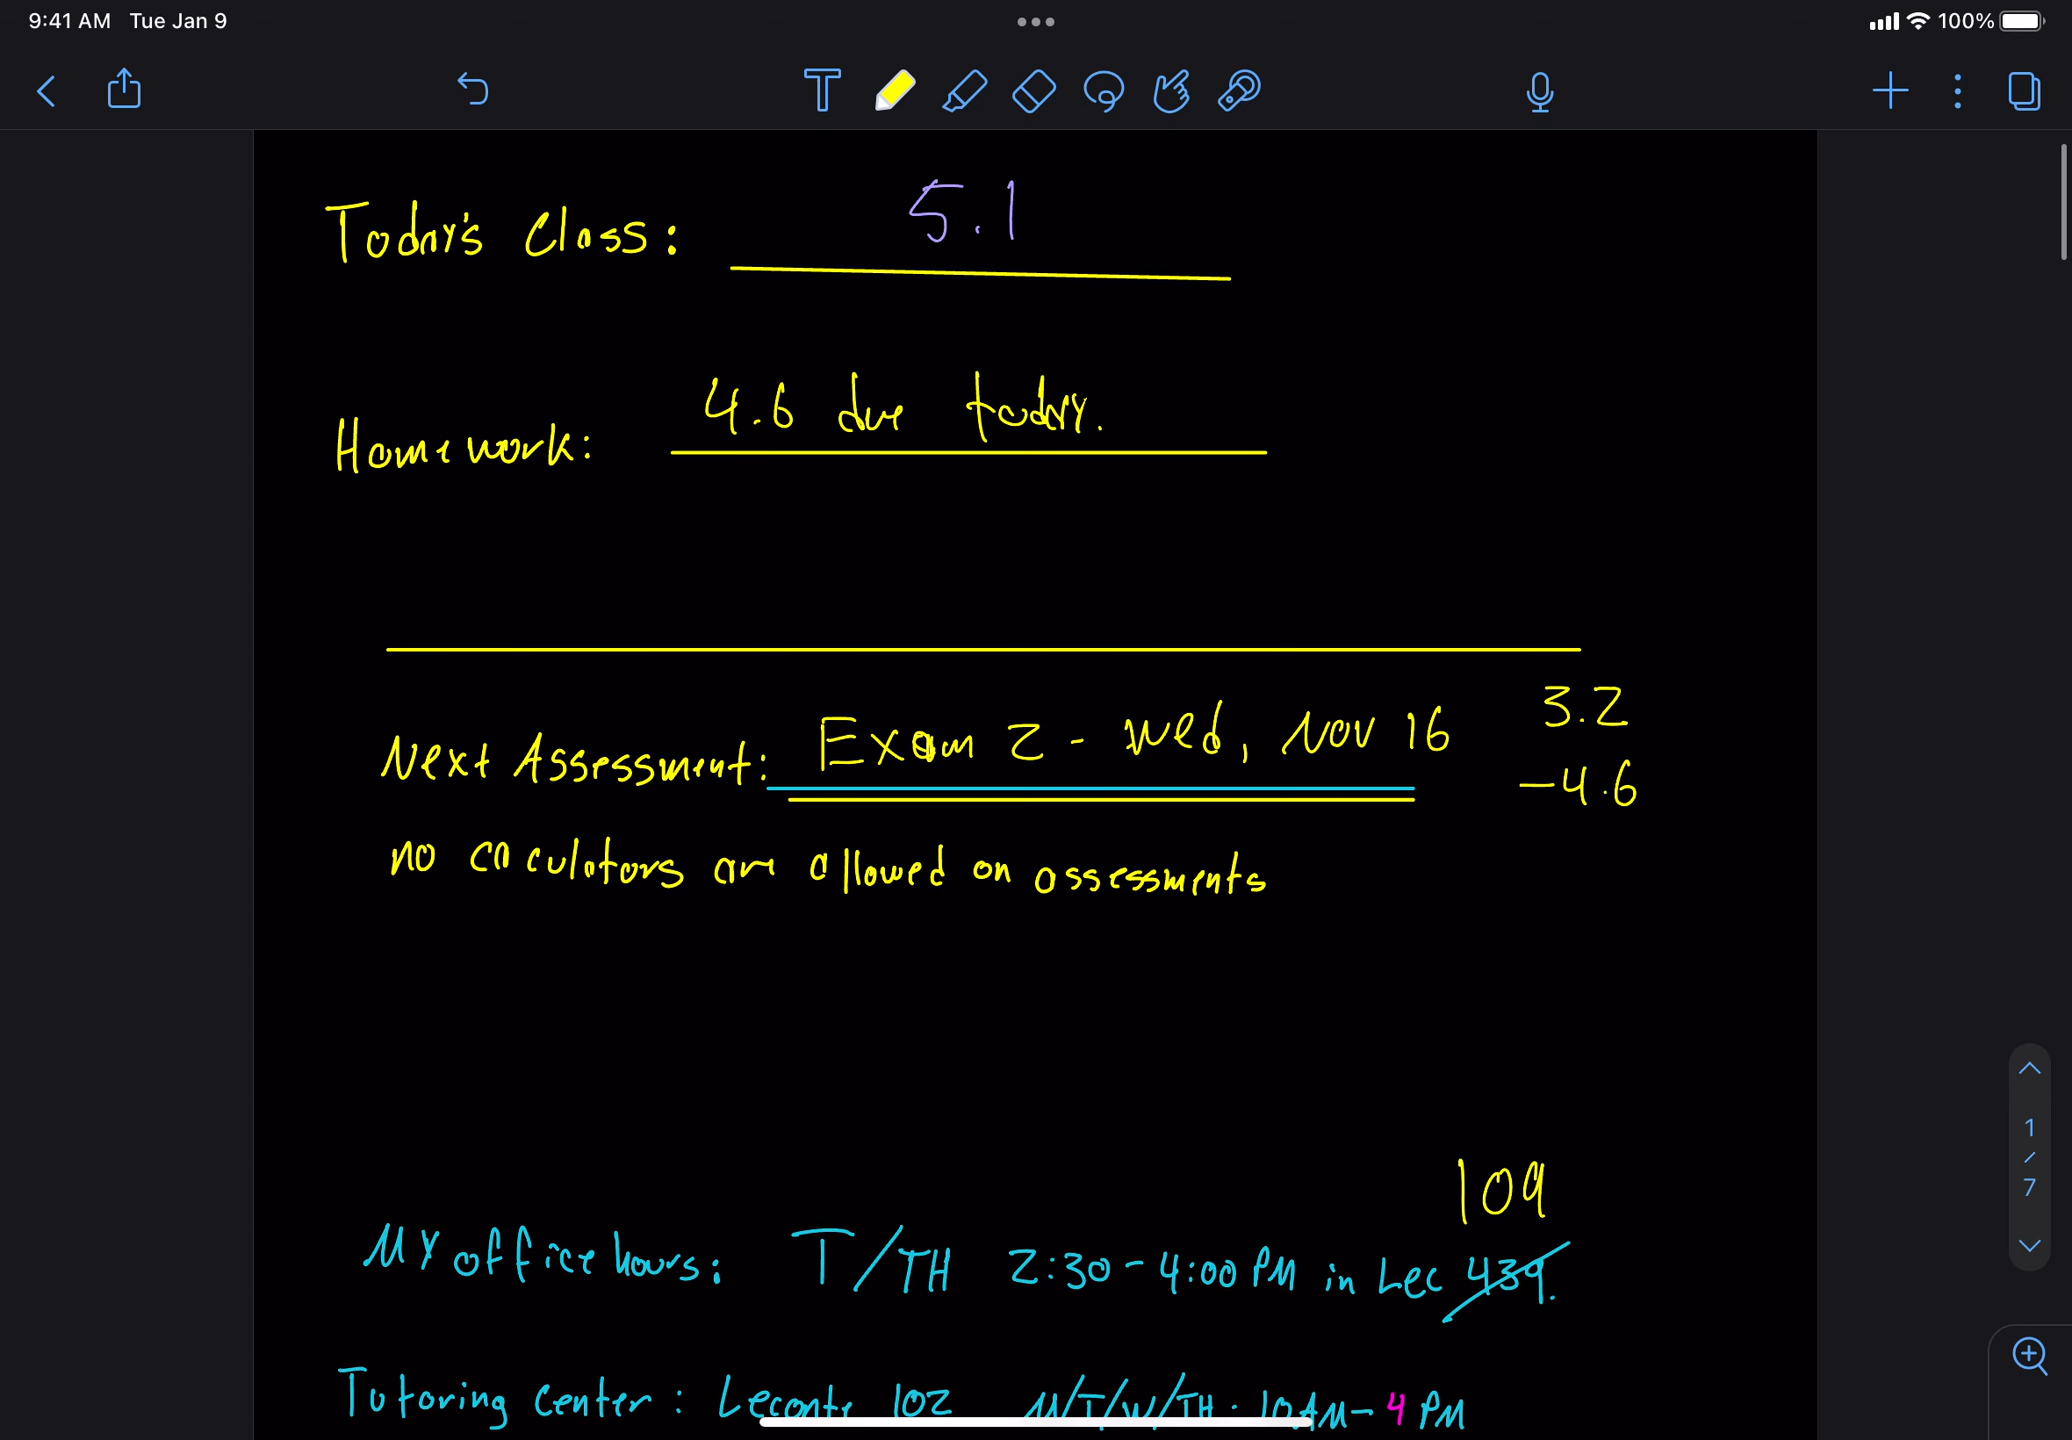 9:41 AM Tue Jan 9
100%
Today's Class: 5.1
Homework: 4.6 due today.
3.2
Next Assessment: Exam 2 - Wed, Nov 16
-4.6
no caculators are allowed on assessments
1
/
7
109
My office hours: T/TH 2:30-4:00 PM in Lec 439.
Tutoring Center: Leconte 102 M/T/W/TH: 10AM-4 PM